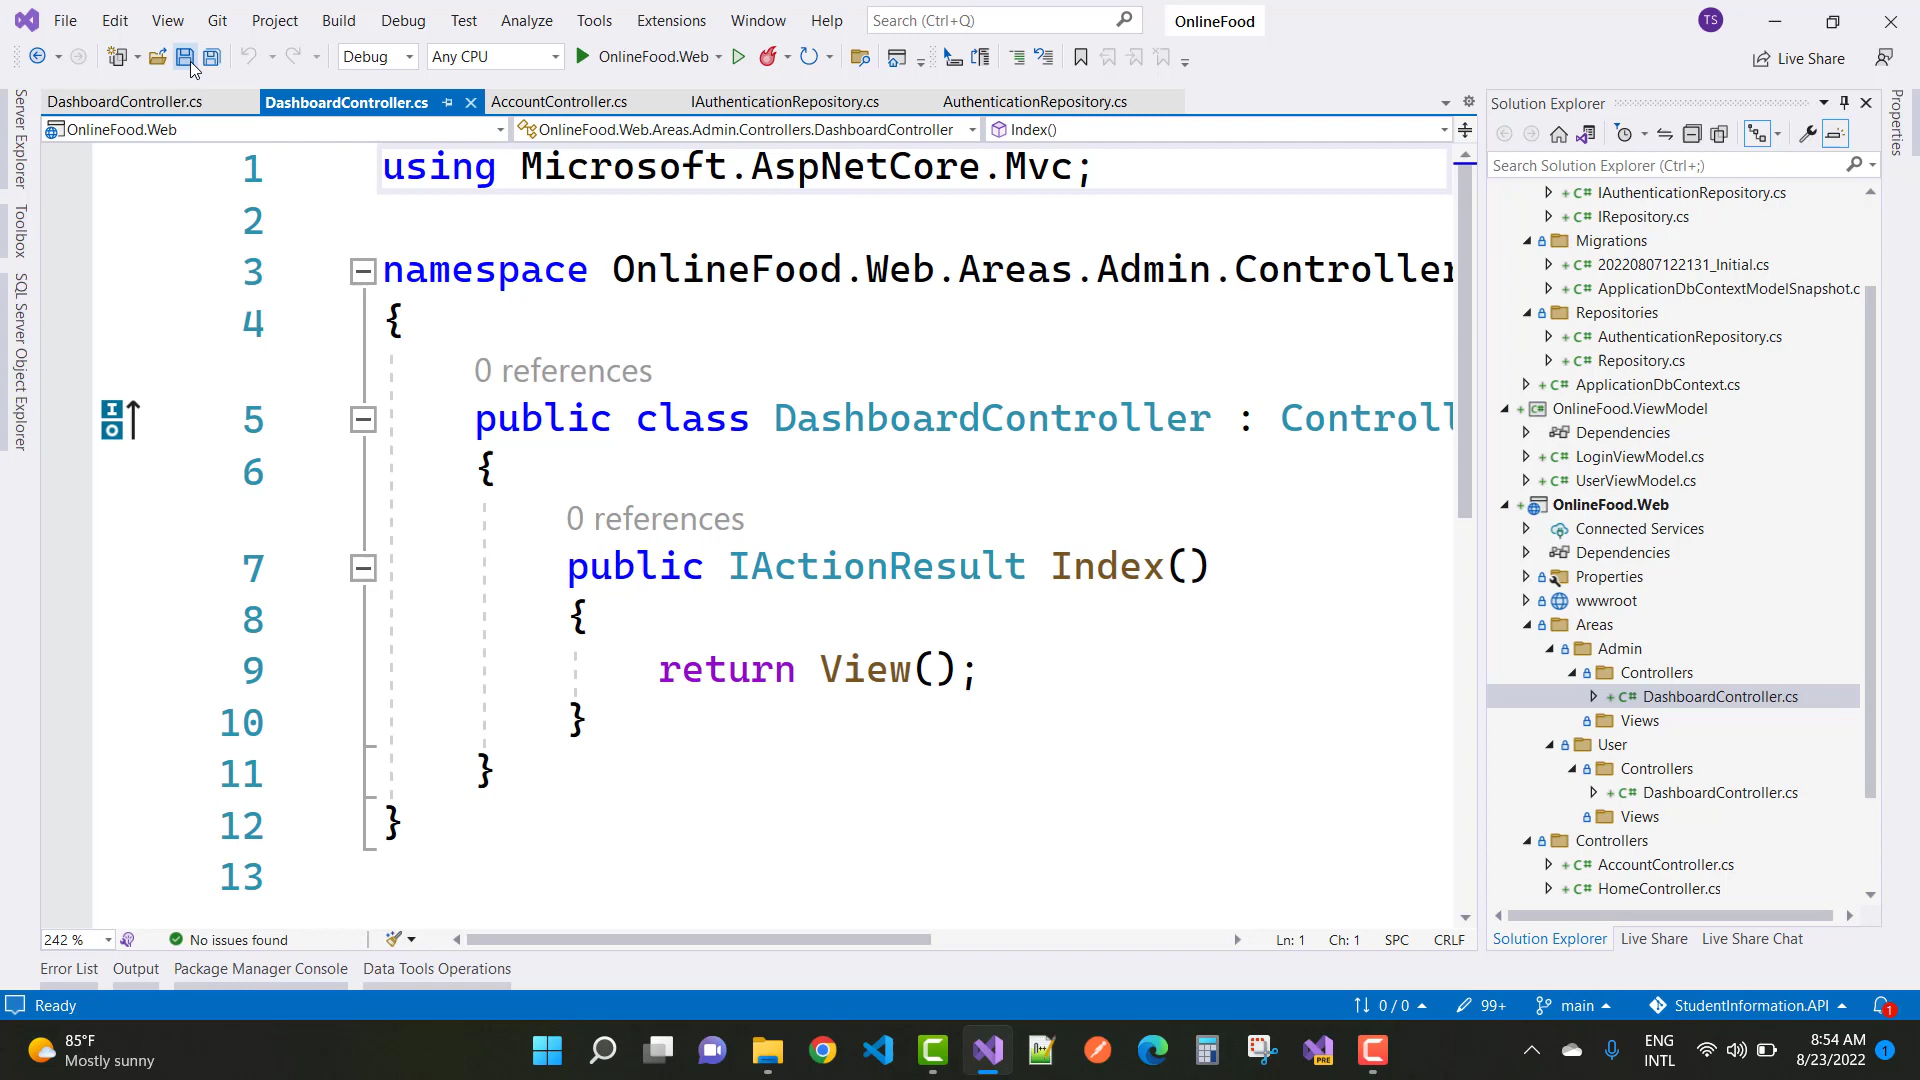 File Edit View Git Project Build Debug Test Analyze Tools Extensions Window Help Search (Ctrl+Q) OnlineFood TS
Debug Any CPU OnlineFood.Web Live Share
DashboardController.cs DashboardController.cs AccountController.cs IAuthenticationRepository.cs AuthenticationRepository.cs
OnlineFood.Web OnlineFood.Web.Areas.Admin.Controllers.DashboardController Index()
Server Explorer
Toolbox
SQL Server Object Explorer
1 using Microsoft.AspNetCore.Mvc;
2
3 namespace OnlineFood.Web.Areas.Admin.Controller
4 {
0 references
5 public class DashboardController : Controll
6 {
0 references
7 public IActionResult Index()
8 {
9 return View();
10 }
11 }
12 }
13
242 % No issues found Ln: 1 Ch: 1 SPC CRLF
Solution Explorer
Search Solution Explorer (Ctrl+;)
C# IAuthenticationRepository.cs
C# IRepository.cs
Migrations
C# 20220807122131_Initial.cs
C# ApplicationDbContextModelSnapshot.c
Repositories
C# AuthenticationRepository.cs
C# Repository.cs
C# ApplicationDbContext.cs
C# OnlineFood.ViewModel
Dependencies
C# LoginViewModel.cs
C# UserViewModel.cs
OnlineFood.Web
Connected Services
Dependencies
Properties
wwwroot
Areas
Admin
Controllers
C# DashboardController.cs
Views
User
Controllers
C# DashboardController.cs
Views
Controllers
C# AccountController.cs
C# HomeController.cs
Solution Explorer Live Share Live Share Chat
Properties
Error List Output Package Manager Console Data Tools Operations
Ready 0 / 0 99+ main StudentInformation.API 1
85°F
Mostly sunny
PRE
ENG
INTL
8:54 AM
8/23/2022
1